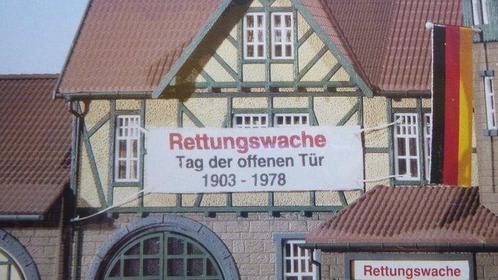 Rettungswache
Tag der offenen Tür
1903 - 1978
Rettungswache